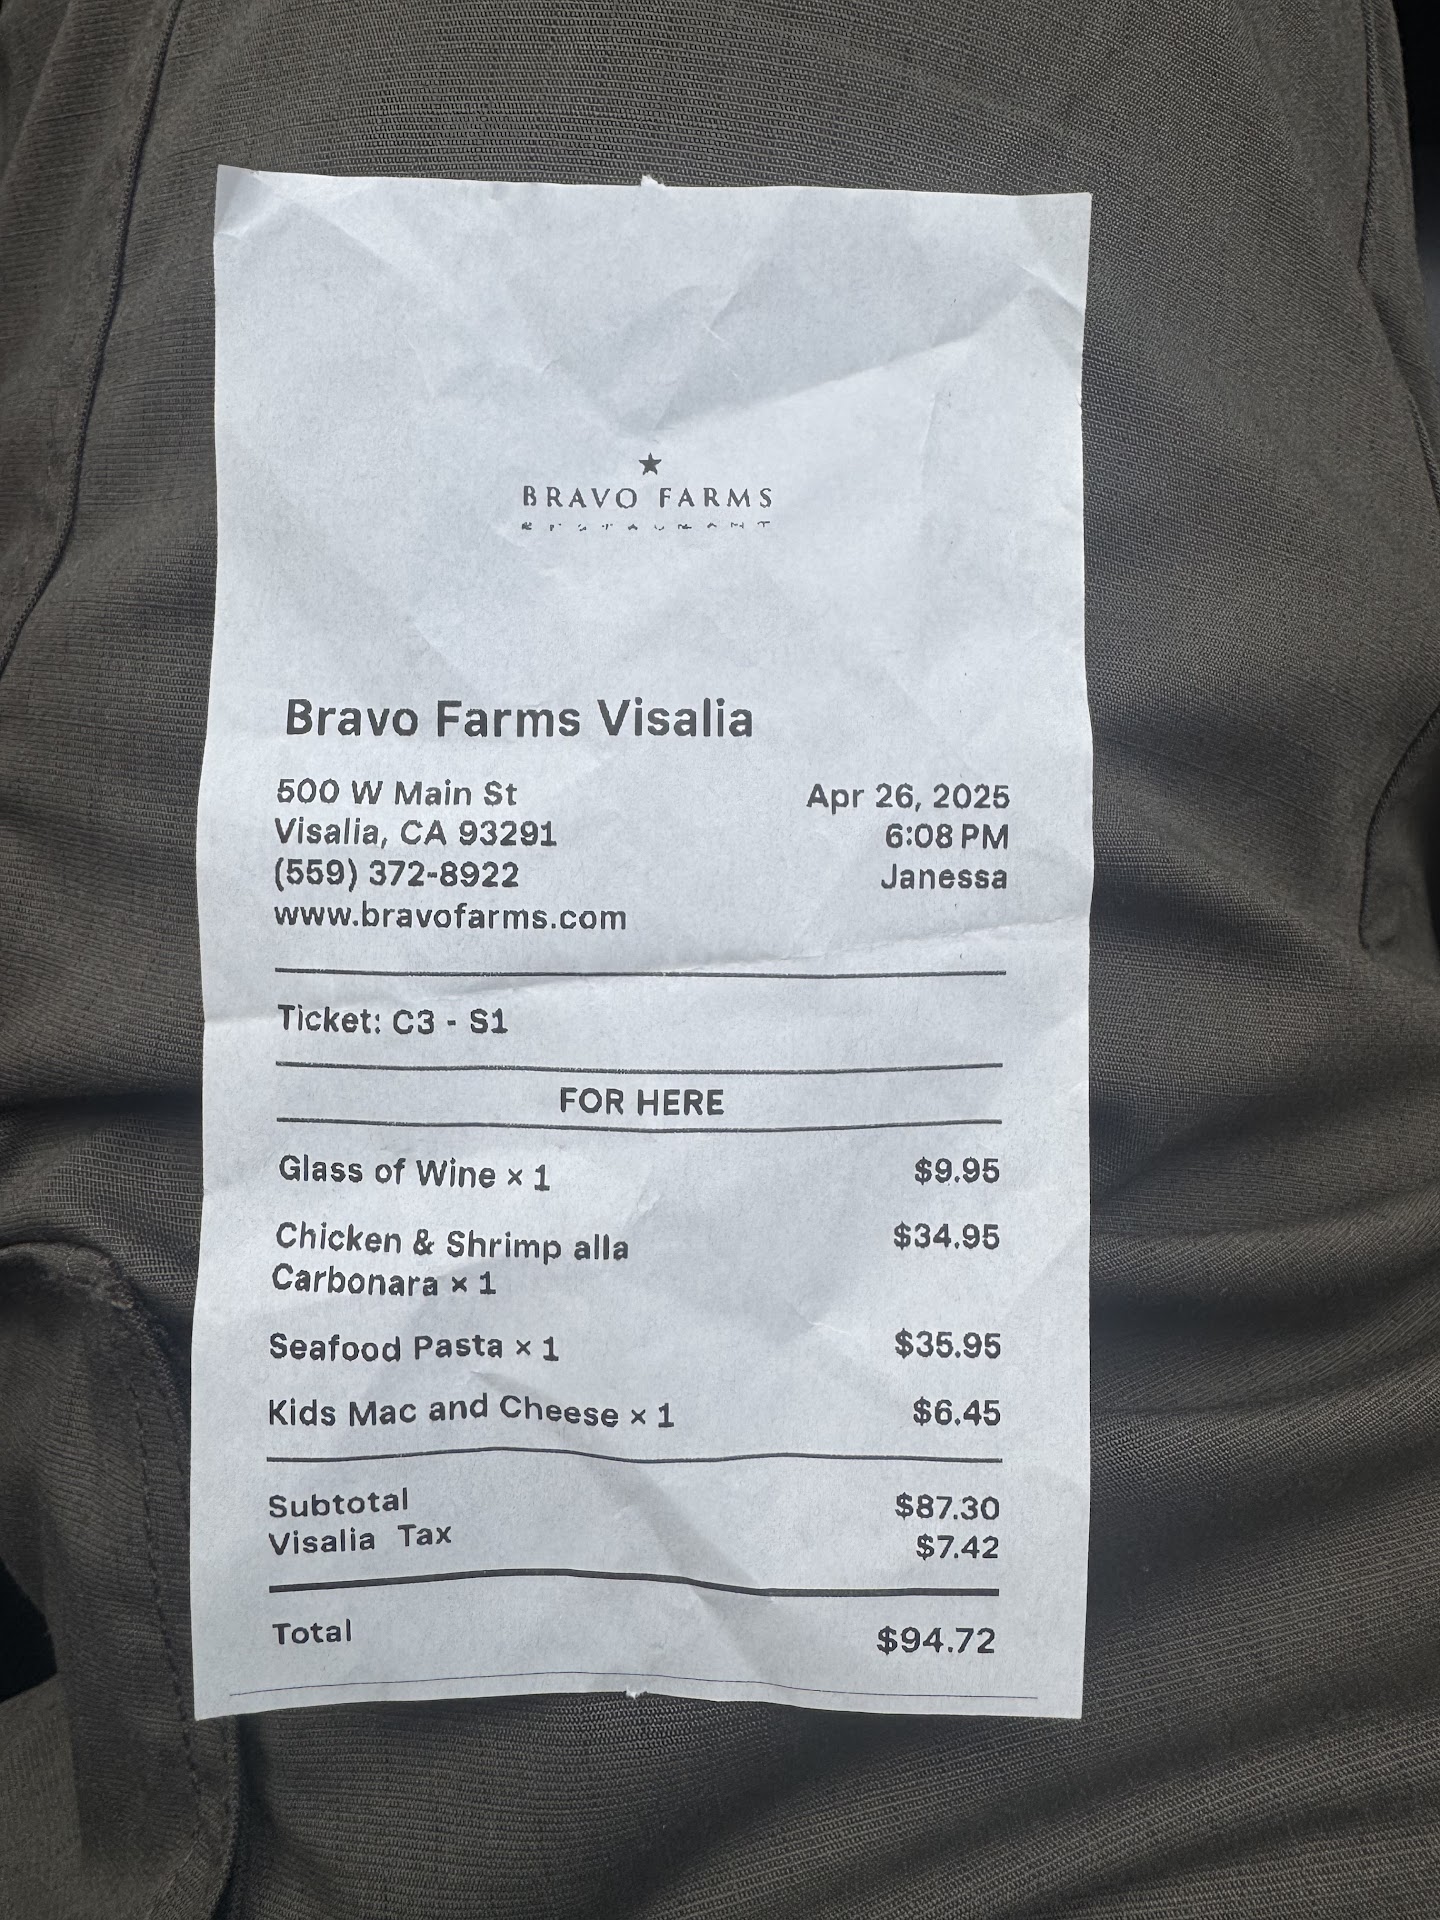 BRAVO FARMS
RESTAURANT
Bravo Farms Visalia
500 W Main St
Apr 26, 2025
Visalia, CA 93291
6:08 PM
(559) 372-8922
Janessa
www.bravofarms.com
Ticket: C3 - S1
FOR HERE
Glass of Wine × 1 $9.95
Chicken & Shrimp alla $34.95
Carbonara × 1
Seafood Pasta × 1 $35.95
Kids Mac and Cheese × 1 $6.45
Subtotal $87.30
Visalia Tax $7.42
Total $94.72